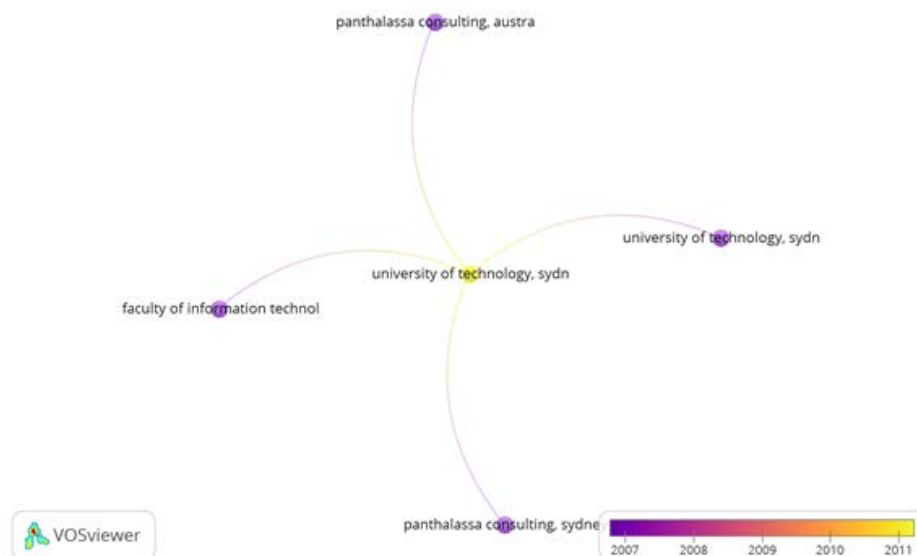 panthalassa consulting, austra
university of technology, sydn
university of technology, sydn
faculty of information technol
panthalassa consulting, sydne
VOSviewer
2007 2008 2009 2010 2011